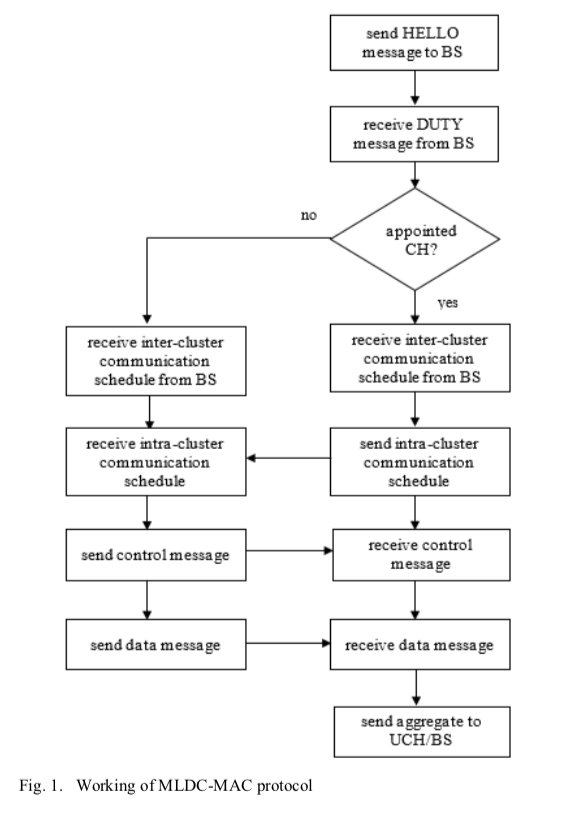 send HELLO
message to BS
receive DUTY
message from BS
no
appointed
CH?
yes
receive inter-cluster
communication
schedule from BS
receive inter-cluster
communication
schedule from BS
receive intra-cluster
communication
schedule
send intra-cluster
communication
schedule
send control message
receive control
message
send data message
receive data message
send aggregate to
UCH/BS
Fig. 1. Working of MLDC-MAC protocol